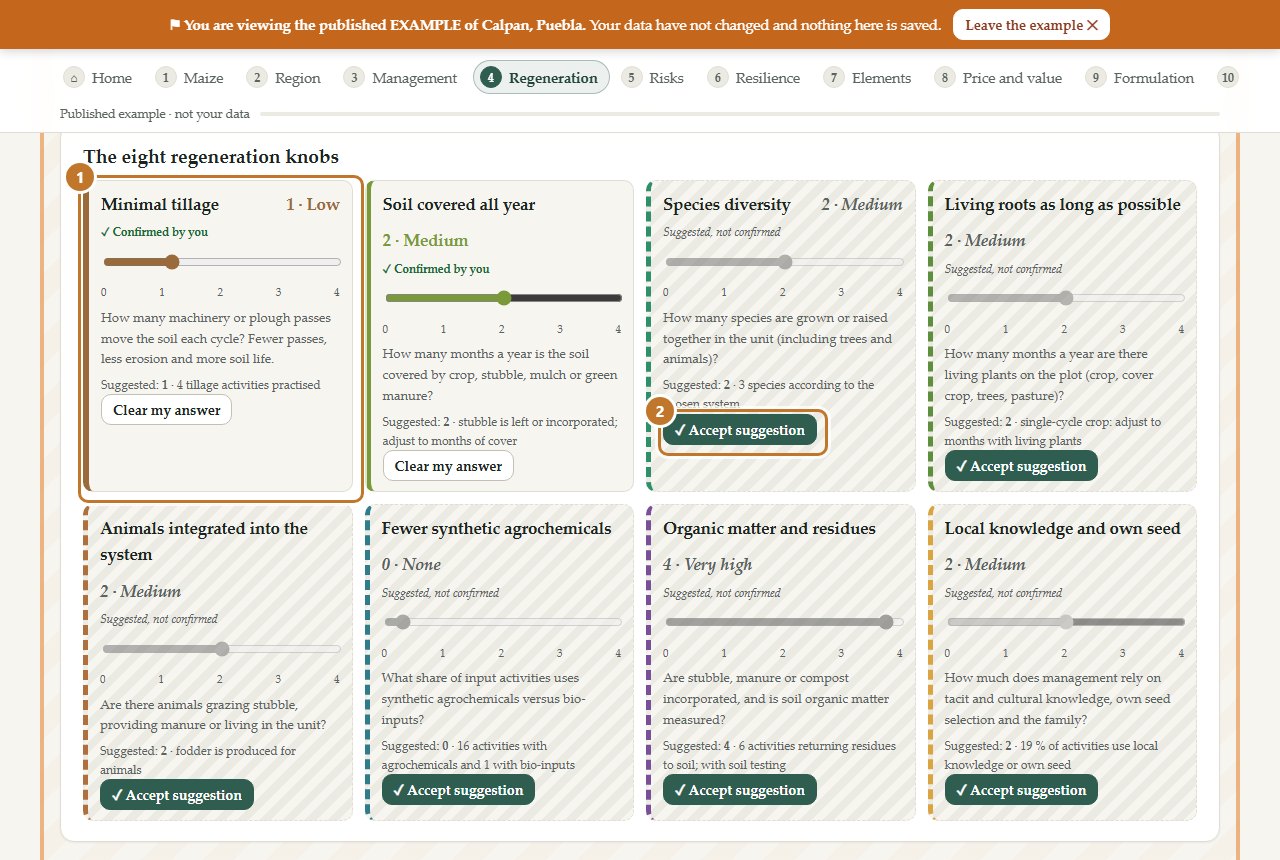 ⚑ You are viewing the published EXAMPLE of Calpan, Puebla. Your data have not changed and nothing here is saved. Leave the example ✕
⌂ Home 1 Maize 2 Region 3 Management 4 Regeneration 5 Risks 6 Resilience 7 Elements 8 Price and value 9 Formulation 10
Published example · not your data
The eight regeneration knobs
1
Minimal tillage 1 · Low
✓ Confirmed by you
0 1 2 3 4
How many machinery or plough passes
move the soil each cycle? Fewer passes,
less erosion and more soil life.
Suggested: 1 · 4 tillage activities practised
Clear my answer
Soil covered all year
2 · Medium
✓ Confirmed by you
0 1 2 3 4
How many months a year is the soil
covered by crop, stubble, mulch or green
manure?
Suggested: 2 · stubble is left or incorporated;
adjust to months of cover
Clear my answer
Species diversity 2 · Medium
Suggested, not confirmed
0 1 2 3 4
How many species are grown or raised
together in the unit (including trees and
animals)?
Suggested: 2 · 3 species according to the
system
2
✓ Accept suggestion
Living roots as long as possible
2 · Medium
Suggested, not confirmed
0 1 2 3 4
How many months a year are there
living plants on the plot (crop, cover
crop, trees, pasture)?
Suggested: 2 · single-cycle crop: adjust to
months with living plants
✓ Accept suggestion
Animals integrated into the
system
2 · Medium
Suggested, not confirmed
0 1 2 3 4
Are there animals grazing stubble,
providing manure or living in the unit?
Suggested: 2 · fodder is produced for
animals
✓ Accept suggestion
Fewer synthetic agrochemicals
0 · None
Suggested, not confirmed
0 1 2 3 4
What share of input activities uses
synthetic agrochemicals versus bio-
inputs?
Suggested: 0 · 16 activities with
agrochemicals and 1 with bio-inputs
✓ Accept suggestion
Organic matter and residues
4 · Very high
Suggested, not confirmed
0 1 2 3 4
Are stubble, manure or compost
incorporated, and is soil organic matter
measured?
Suggested: 4 · 6 activities returning residues
to soil; with soil testing
✓ Accept suggestion
Local knowledge and own seed
2 · Medium
Suggested, not confirmed
0 1 2 3 4
How much does management rely on
tacit and cultural knowledge, own seed
selection and the family?
Suggested: 2 · 19 % of activities use local
knowledge or own seed
✓ Accept suggestion